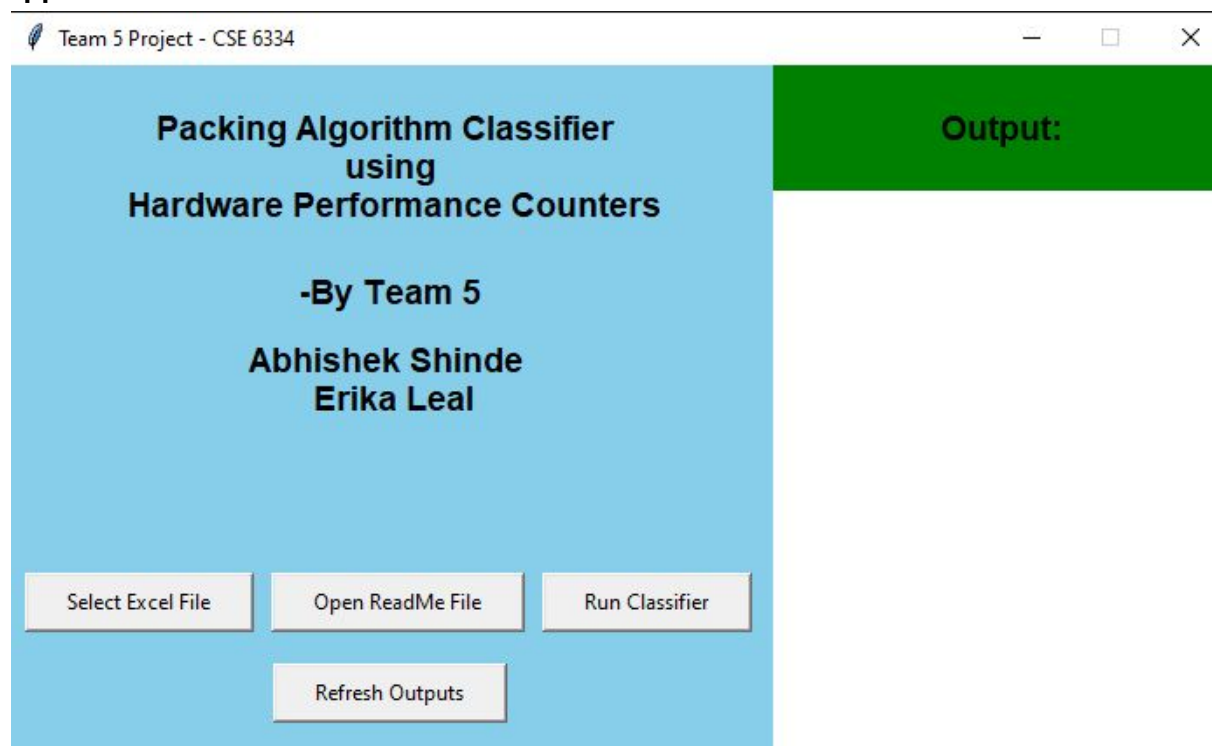 Team 5 Project - CSE 6334
Packing Algorithm Classifier
using
Hardware Performance Counters
-By Team 5
Abhishek Shinde
Erika Leal
Select Excel File
Open ReadMe File
Run Classifier
Refresh Outputs
Output: